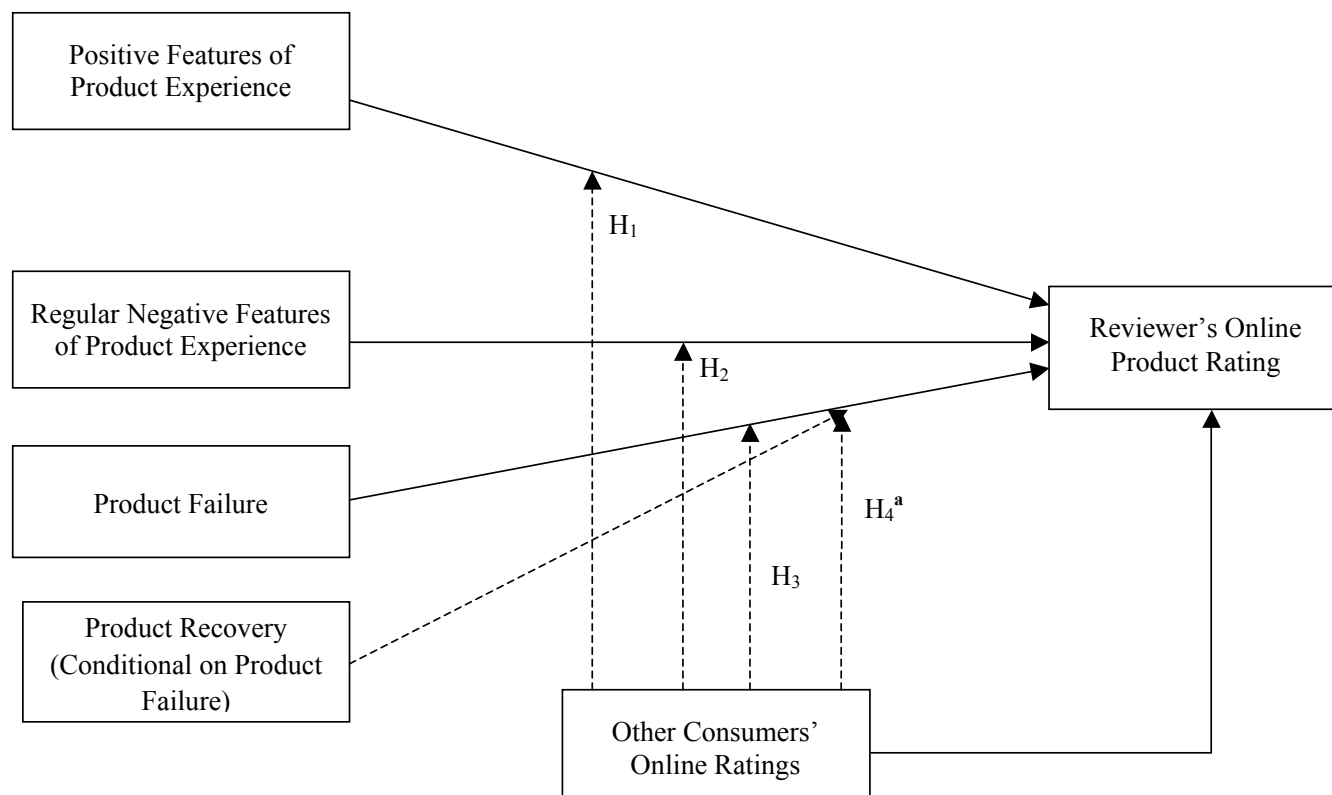 Positive Features of
Product Experience
H₁
Regular Negative Features
of Product Experience
H₂
Reviewer’s Online
Product Rating
Product Failure
H₄ᵃ
H₃
Product Recovery
(Conditional on Product
Failure)
Other Consumers’
Online Ratings